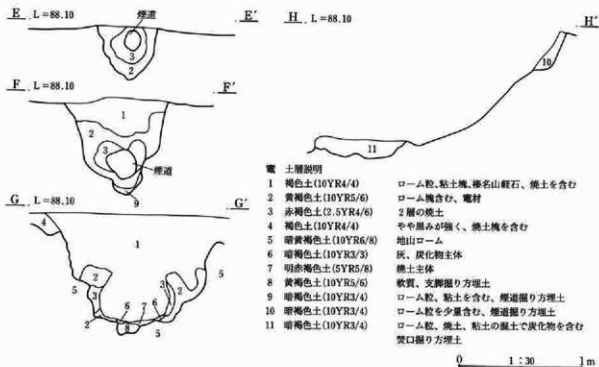 E L=88.10 E′
煙道
3
2
F L=88.10 F′
1
2
3
煙道
9
G L=88.10 G′
4
1
5
2
2
5
3
3
6
7
6
2
8
5
H L=88.10 H′
10
11
竈 土層説明
1 褐色土(10YR4/4) ローム粒、粘土塊、榛名山軽石、焼土を含む
2 黄褐色土(10YR5/6) ローム塊含む、竈材
3 赤褐色土(2.5YR4/6) 2層の焼土
4 褐色土(10YR4/4) やや黒みが強く、焼土塊を含む
5 暗黄褐色土(10YR6/8) 地山ローム
6 暗褐色土(10YR3/3) 灰、炭化物主体
7 明赤褐色土(5YR5/8) 焼土主体
8 黄褐色土(10YR5/6) 軟質、支脚掘り方埋土
9 暗褐色土(10YR3/4) ローム粒、粘土を含む、煙道掘り方埋土
10 暗褐色土(10YR3/4) ローム粒を少量含む、煙道掘り方埋土
11 暗褐色土(10YR3/4) ローム粒、焼土、粘土の混土で炭化物を含む
焚口掘り方埋土
0 1:30 1m